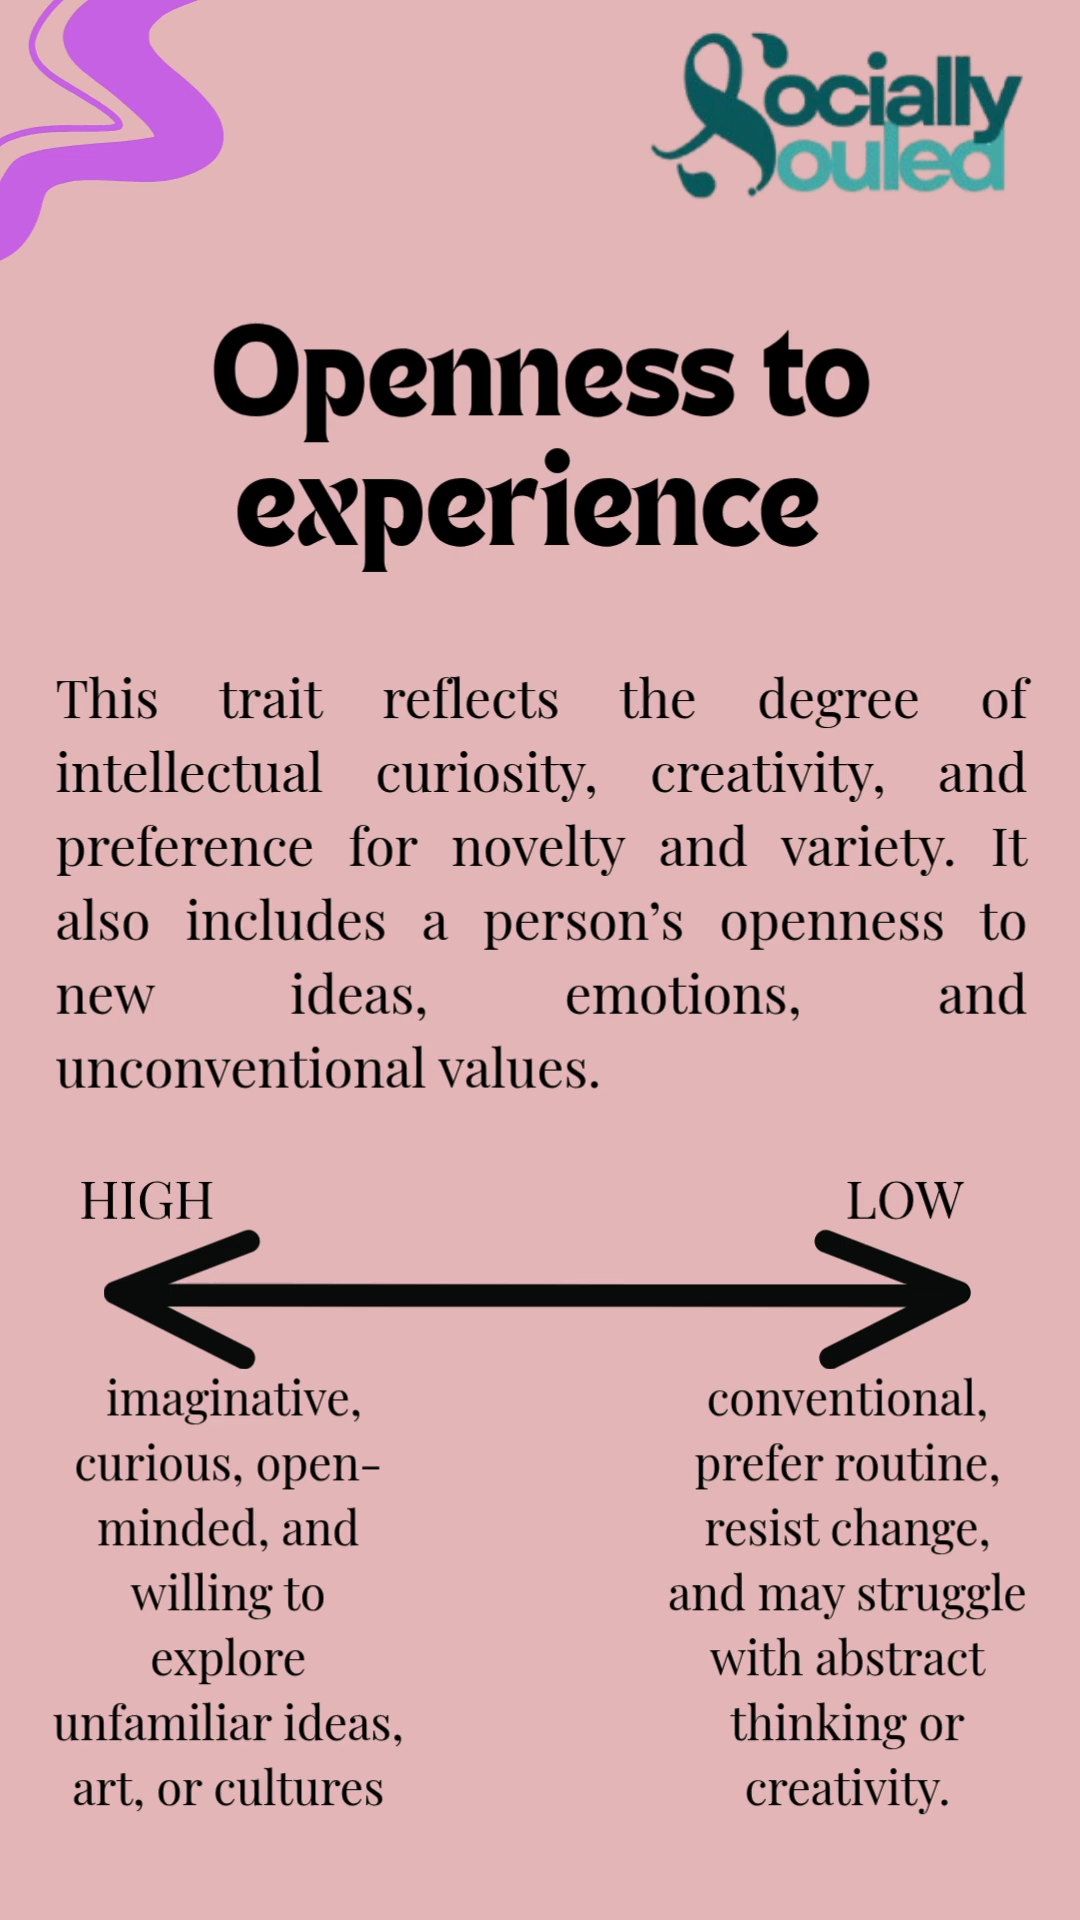 Socially
Souled
Openness to
experience
This trait reflects the degree of
intellectual curiosity, creativity, and
preference for novelty and variety. It
also includes a person’s openness to
new ideas, emotions, and
unconventional values.
HIGH
LOW
imaginative,
curious, open-
minded, and
willing to
explore
unfamiliar ideas,
art, or cultures
conventional,
prefer routine,
resist change,
and may struggle
with abstract
thinking or
creativity.